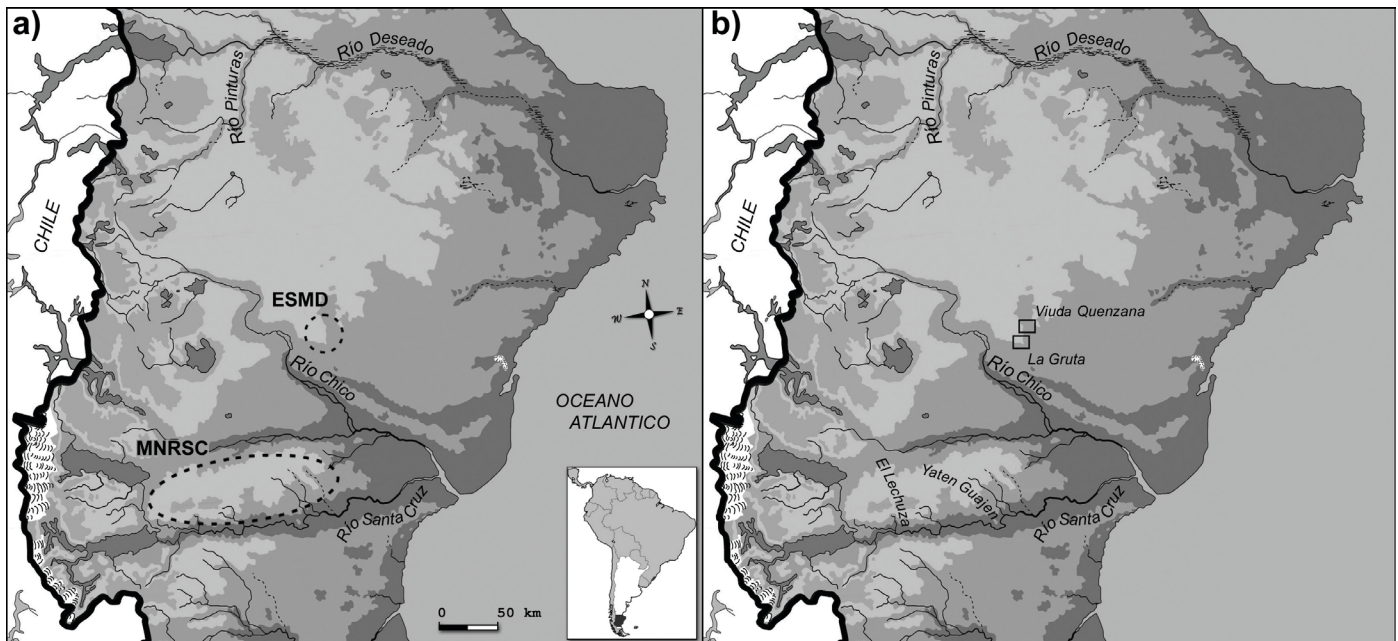 a)
Río Deseado
Río Pinturas
CHILE
ESMD
N
W
E
S
Río Chico
OCEANO
ATLANTICO
MNRSC
Río Santa Cruz
0 50 km
b)
Río Deseado
Río Pinturas
CHILE
Viuda Quenzana
La Gruta
Río Chico
El Lechuza
Yaten Guajen
Río Santa Cruz